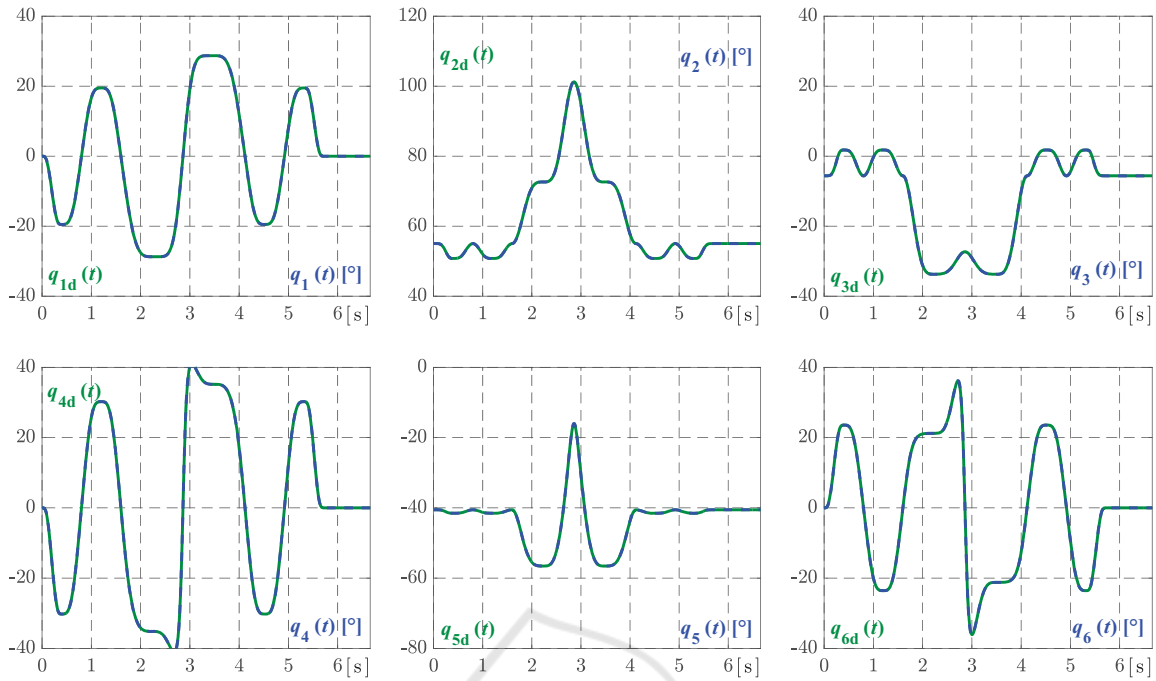 40
20
0
-20
-40
q1d (t)
q1 (t) [°]
0 1 2 3 4 5 6 [s]
120
100
80
60
40
q2d (t)
q2 (t) [°]
0 1 2 3 4 5 6 [s]
40
20
0
-20
-40
q3d (t)
q3 (t) [°]
0 1 2 3 4 5 6 [s]
40
20
0
-20
-40
q4d (t)
q4 (t) [°]
0 1 2 3 4 5 6 [s]
0
-20
-40
-60
-80
q5d (t)
q5 (t) [°]
0 1 2 3 4 5 6 [s]
40
20
0
-20
-40
q6d (t)
q6 (t) [°]
0 1 2 3 4 5 6 [s]